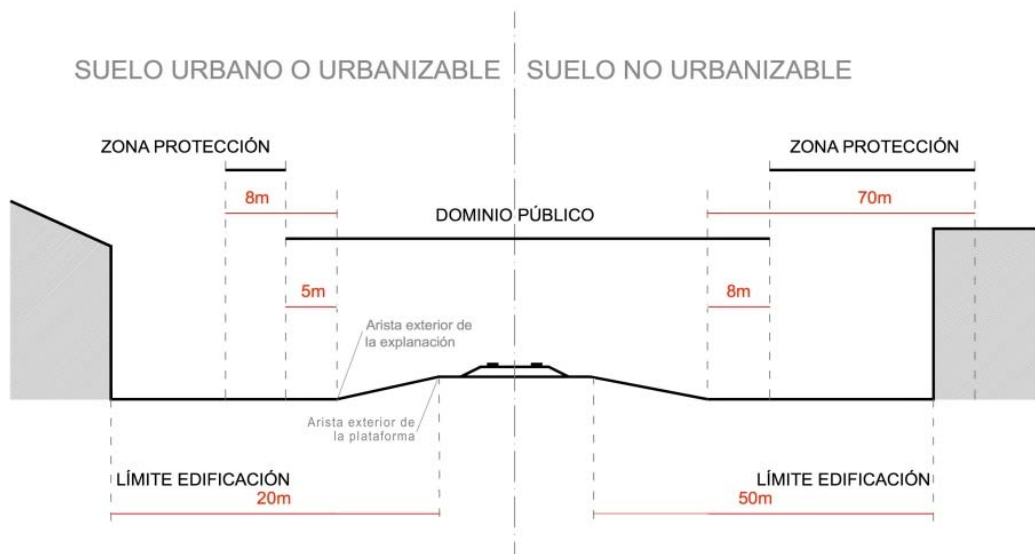 SUELO URBANO O URBANIZABLE
SUELO NO URBANIZABLE
ZONA PROTECCIÓN
ZONA PROTECCIÓN
8m
70m
DOMINIO PÚBLICO
5m
8m
Arista exterior de
la explanación
Arista exterior de
la plataforma
LÍMITE EDIFICACIÓN
LÍMITE EDIFICACIÓN
20m
50m